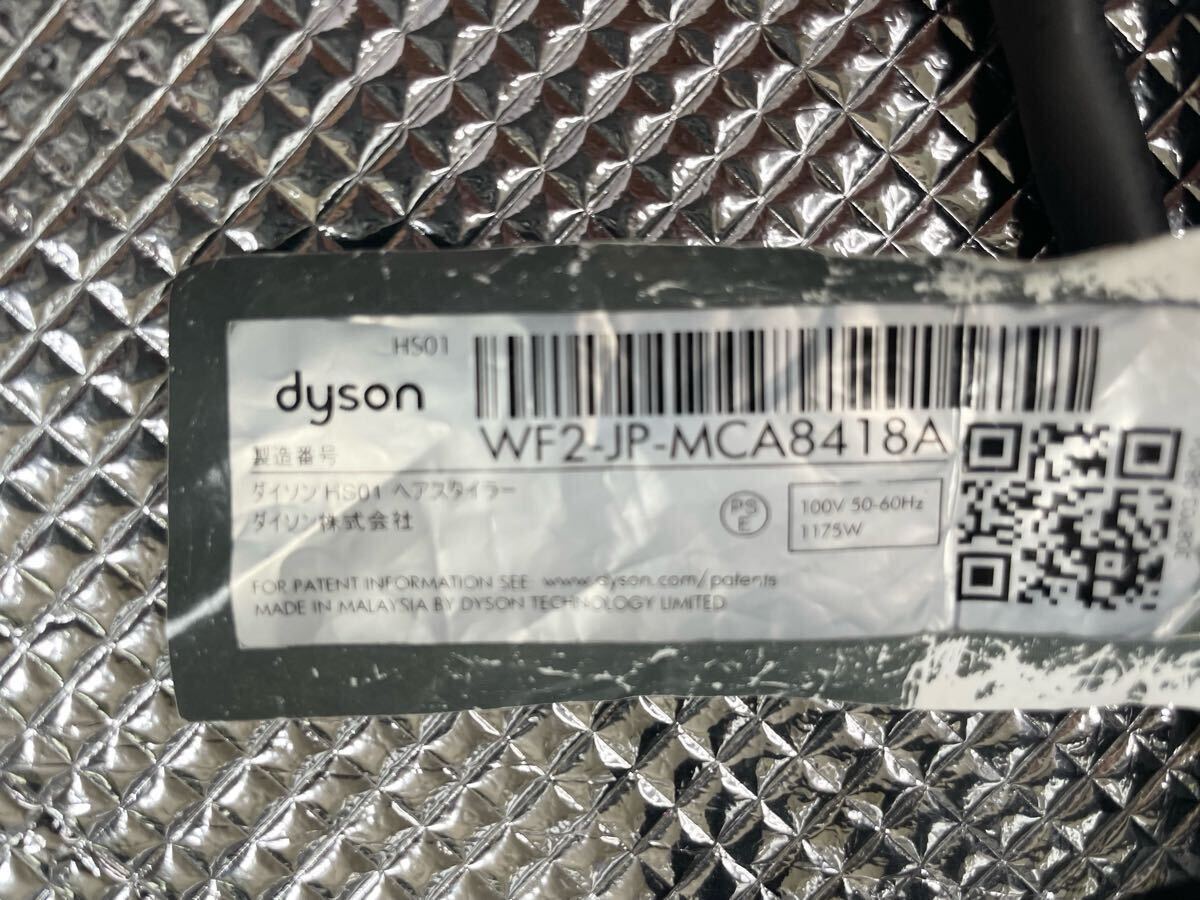 HS01
dyson
WF2-JP-MCA8418A
製造番号
ダイソン HS01 ヘアスタイラー
ダイソン株式会社
PS
E
100V 50-60Hz
1175W
FOR PATENT INFORMATION SEE: www.dyson.com/patents
MADE IN MALAYSIA BY DYSON TECHNOLOGY LIMITED